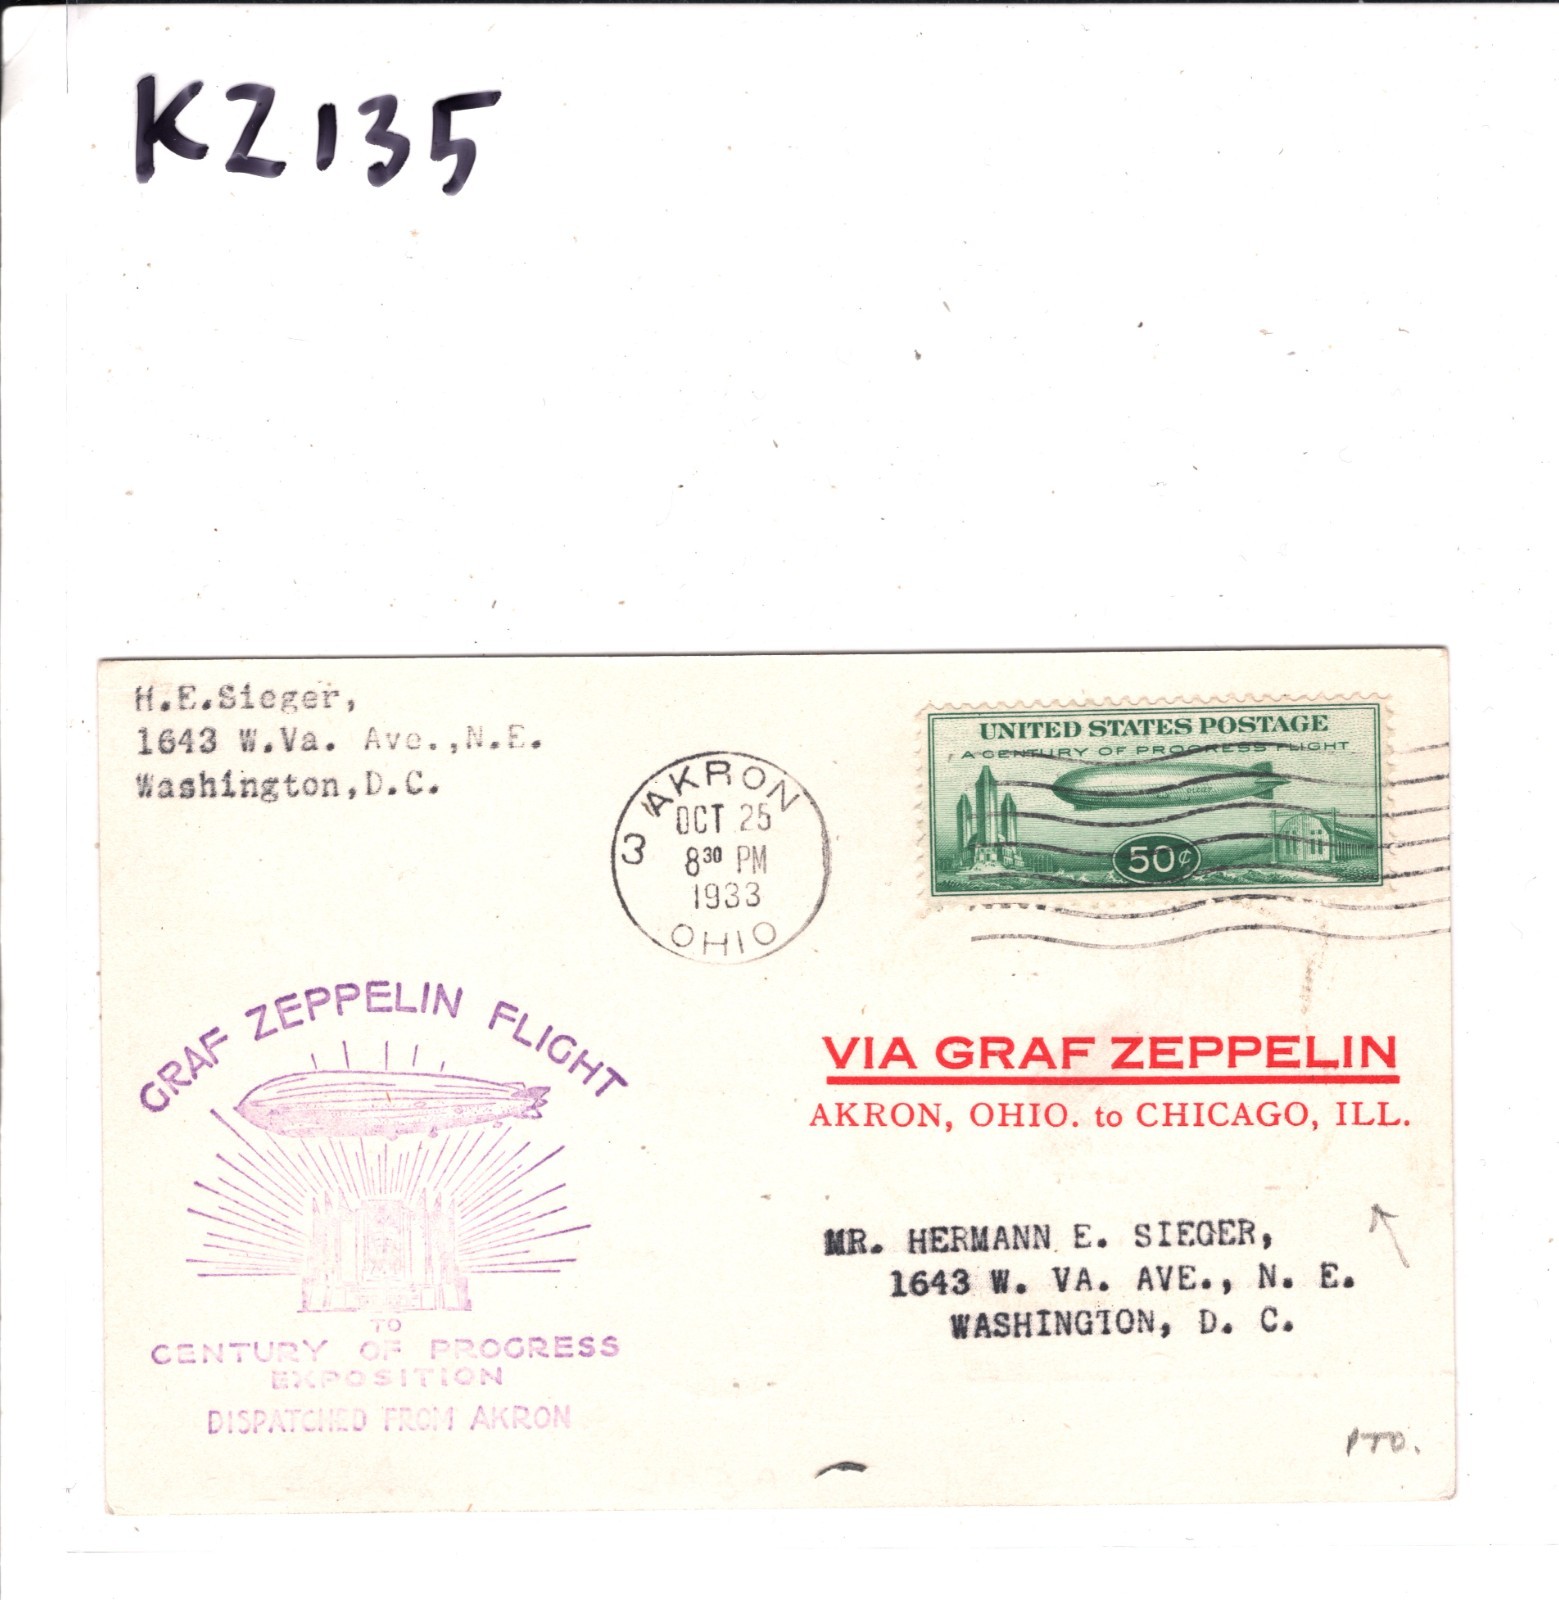 KZ135
H.E.Sieger,
1643 W.Va. Ave.,N.E.
Washington,D.C.
3 AKRON
OCT 25
8³⁰ PM
1933
OHIO
UNITED STATES POSTAGE
A CENTURY OF PROGRESS FLIGHT
50¢
GRAF ZEPPELIN FLIGHT
TO
CENTURY OF PROGRESS
EXPOSITION
DISPATCHED FROM AKRON
VIA GRAF ZEPPELIN
AKRON, OHIO. to CHICAGO, ILL.
MR. HERMANN E. SIEGER,
1643 W. VA. AVE., N. E.
WASHINGTON, D. C.
PTO.